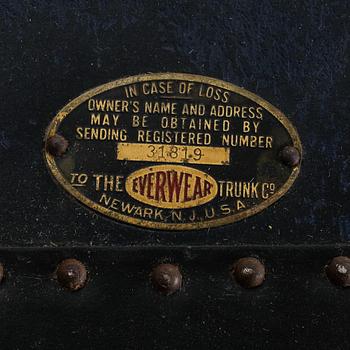 IN CASE OF LOSS
OWNER'S NAME AND ADDRESS
MAY BE OBTAINED BY
SENDING REGISTERED NUMBER
31819
TO THE EVERWEAR TRUNK CO
NEWARK, N.J., U.S.A.